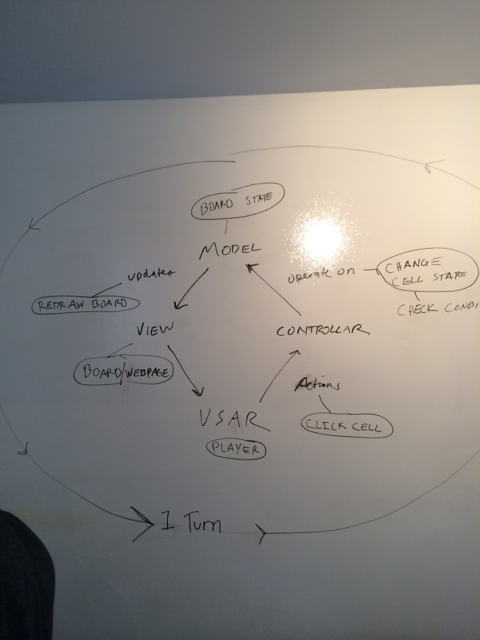 BOARD STATE
MODEL
updates
operate on
CHANGE
CELL STATE
REDRAW BOARD
CHECK CONDI
VIEW
CONTROLLAR
BOARD/WEBPAGE
Actions
VSAR
CLICK CELL
PLAYER
1 Turn